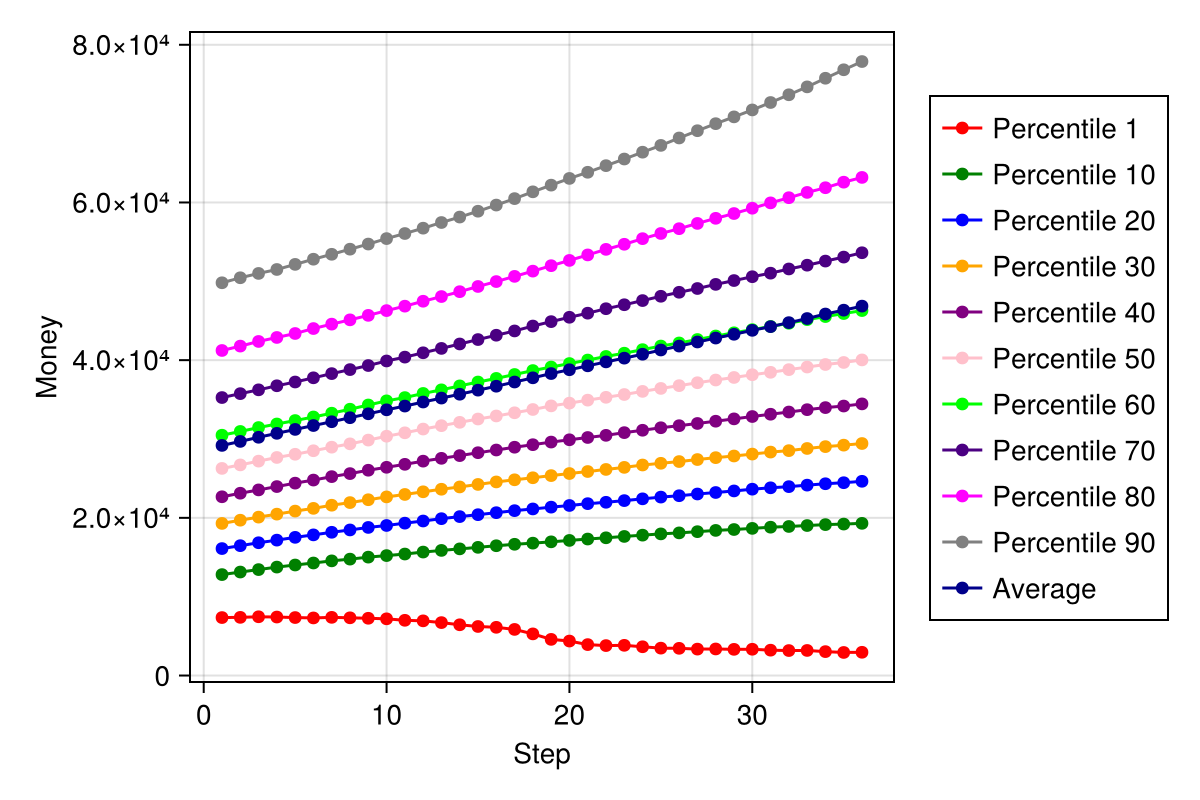 8.0×10⁴
6.0×10⁴
4.0×10⁴
2.0×10⁴
0
Money
0
10
20
30
Step
Percentile 1
Percentile 10
Percentile 20
Percentile 30
Percentile 40
Percentile 50
Percentile 60
Percentile 70
Percentile 80
Percentile 90
Average